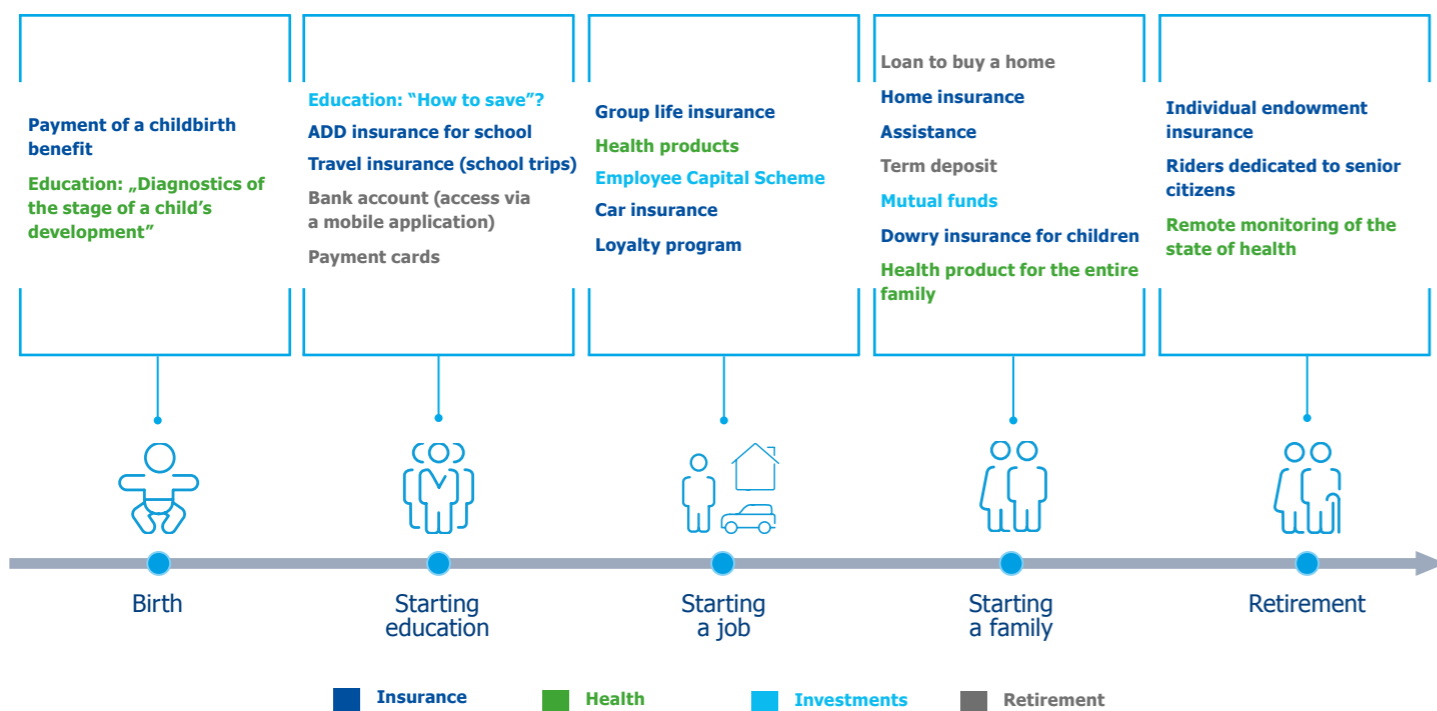 Payment of a childbirth
benefit
Education: „Diagnostics of
the stage of a child’s
development”
Education: “How to save”?
ADD insurance for school
Travel insurance (school trips)
Bank account (access via
a mobile application)
Payment cards
Group life insurance
Health products
Employee Capital Scheme
Car insurance
Loyalty program
Loan to buy a home
Home insurance
Assistance
Term deposit
Mutual funds
Dowry insurance for children
Health product for the entire
family
Individual endowment
insurance
Riders dedicated to senior
citizens
Remote monitoring of the
state of health
Birth
Starting
education
Starting
a job
Starting
a family
Retirement
Insurance
Health
Investments
Retirement